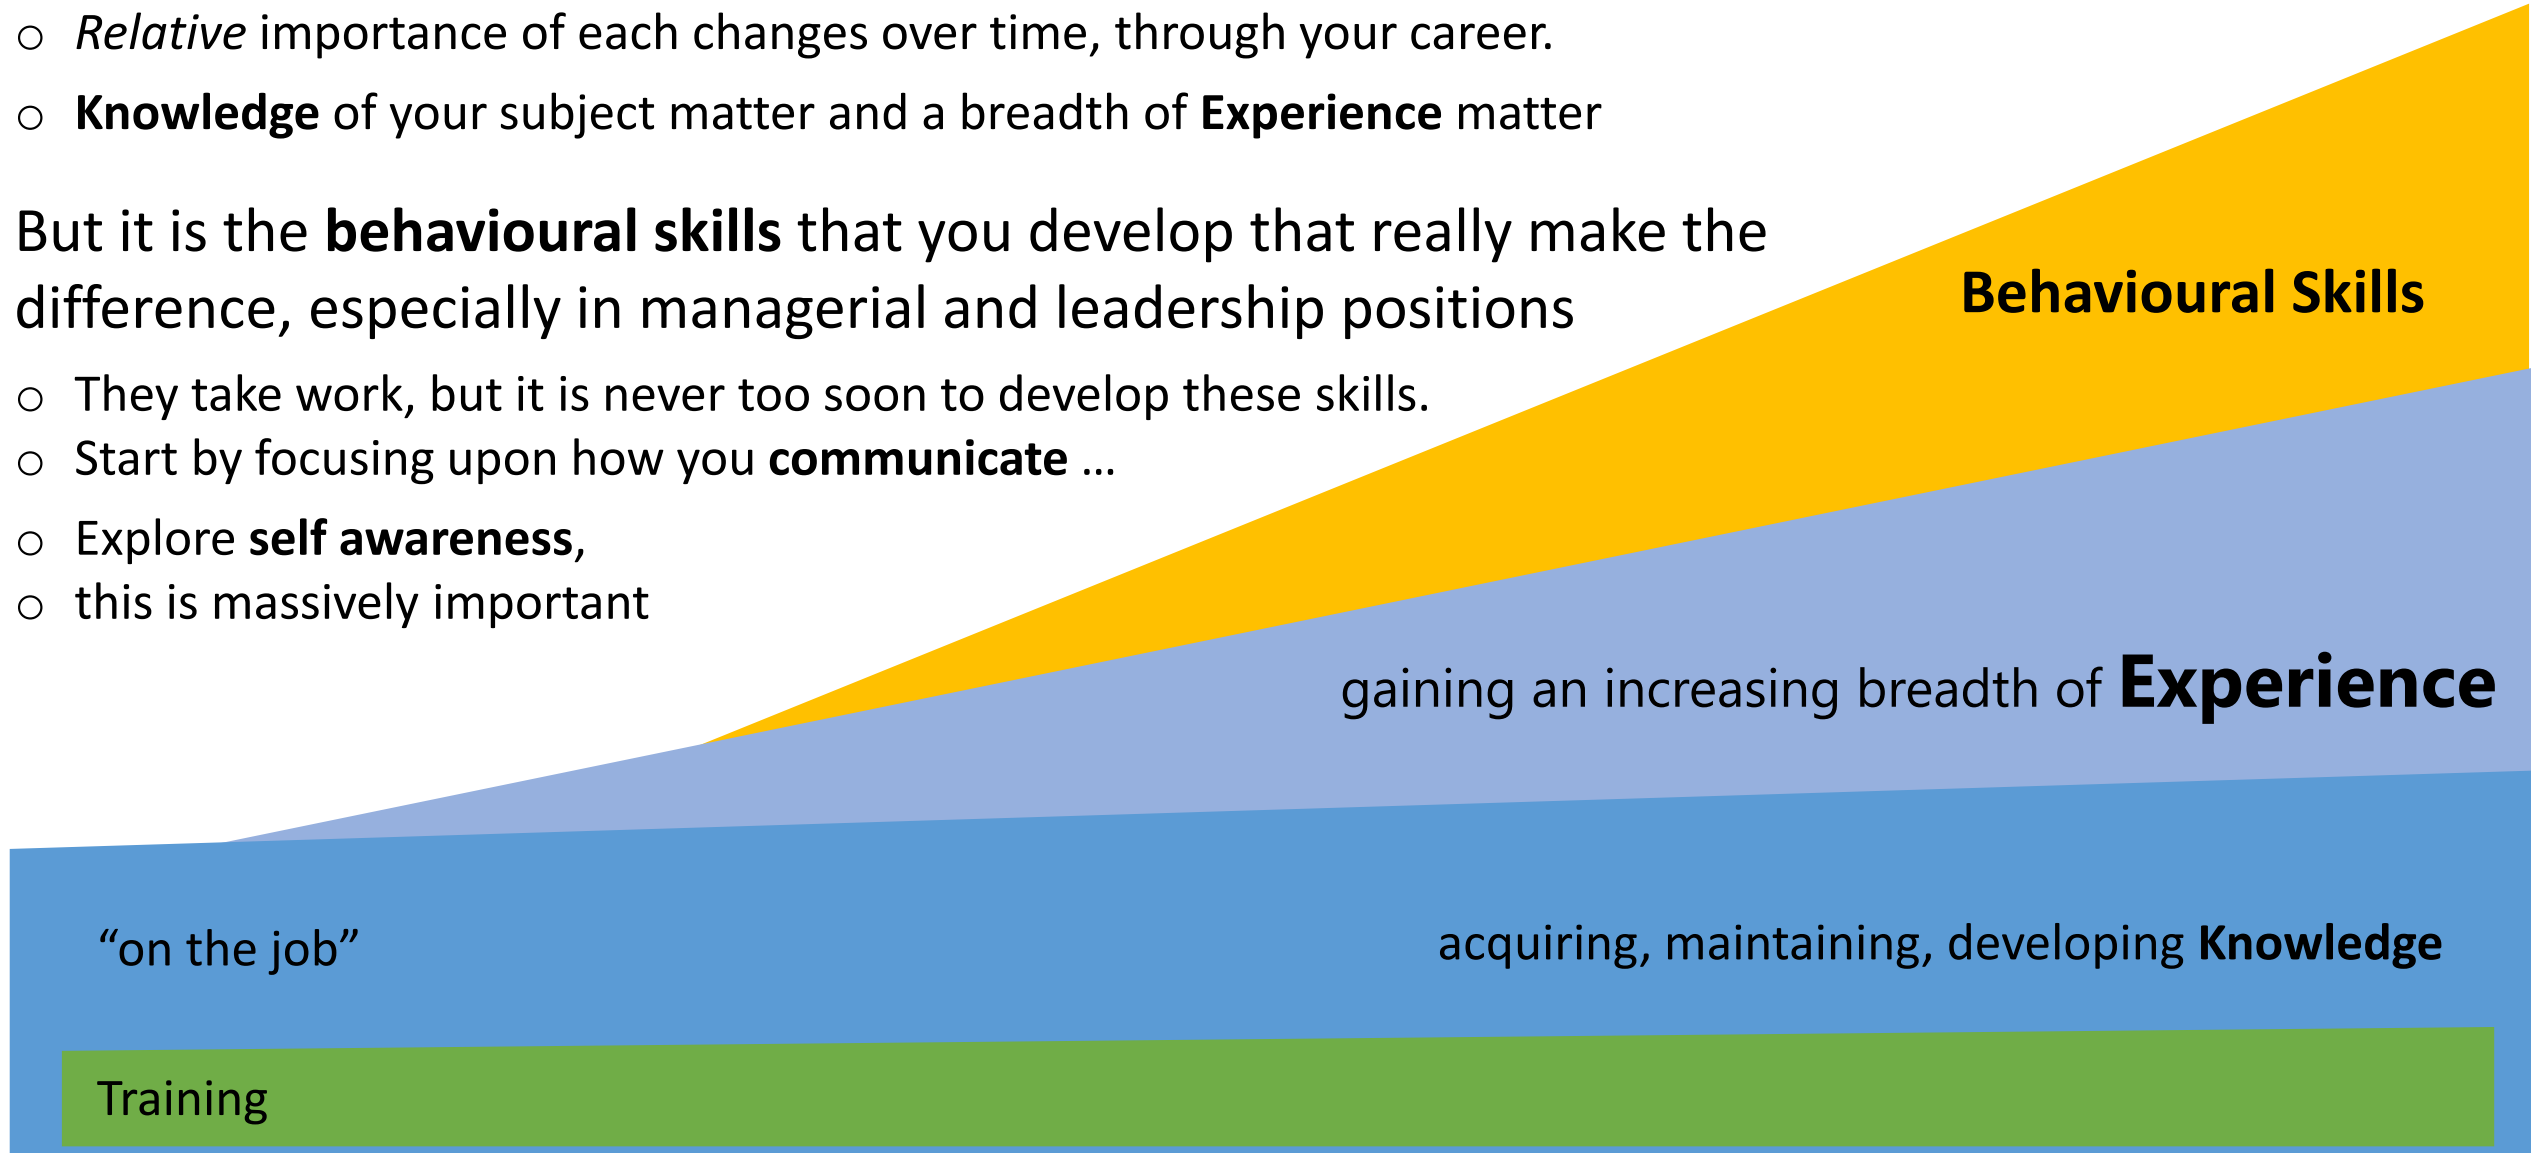 o Relative importance of each changes over time, through your career.
o Knowledge of your subject matter and a breadth of Experience matter
But it is the behavioural skills that you develop that really make the
difference, especially in managerial and leadership positions
o They take work, but it is never too soon to develop these skills.
o Start by focusing upon how you communicate …
o Explore self awareness,
o this is massively important
Behavioural Skills
gaining an increasing breadth of Experience
“on the job”
acquiring, maintaining, developing Knowledge
Training